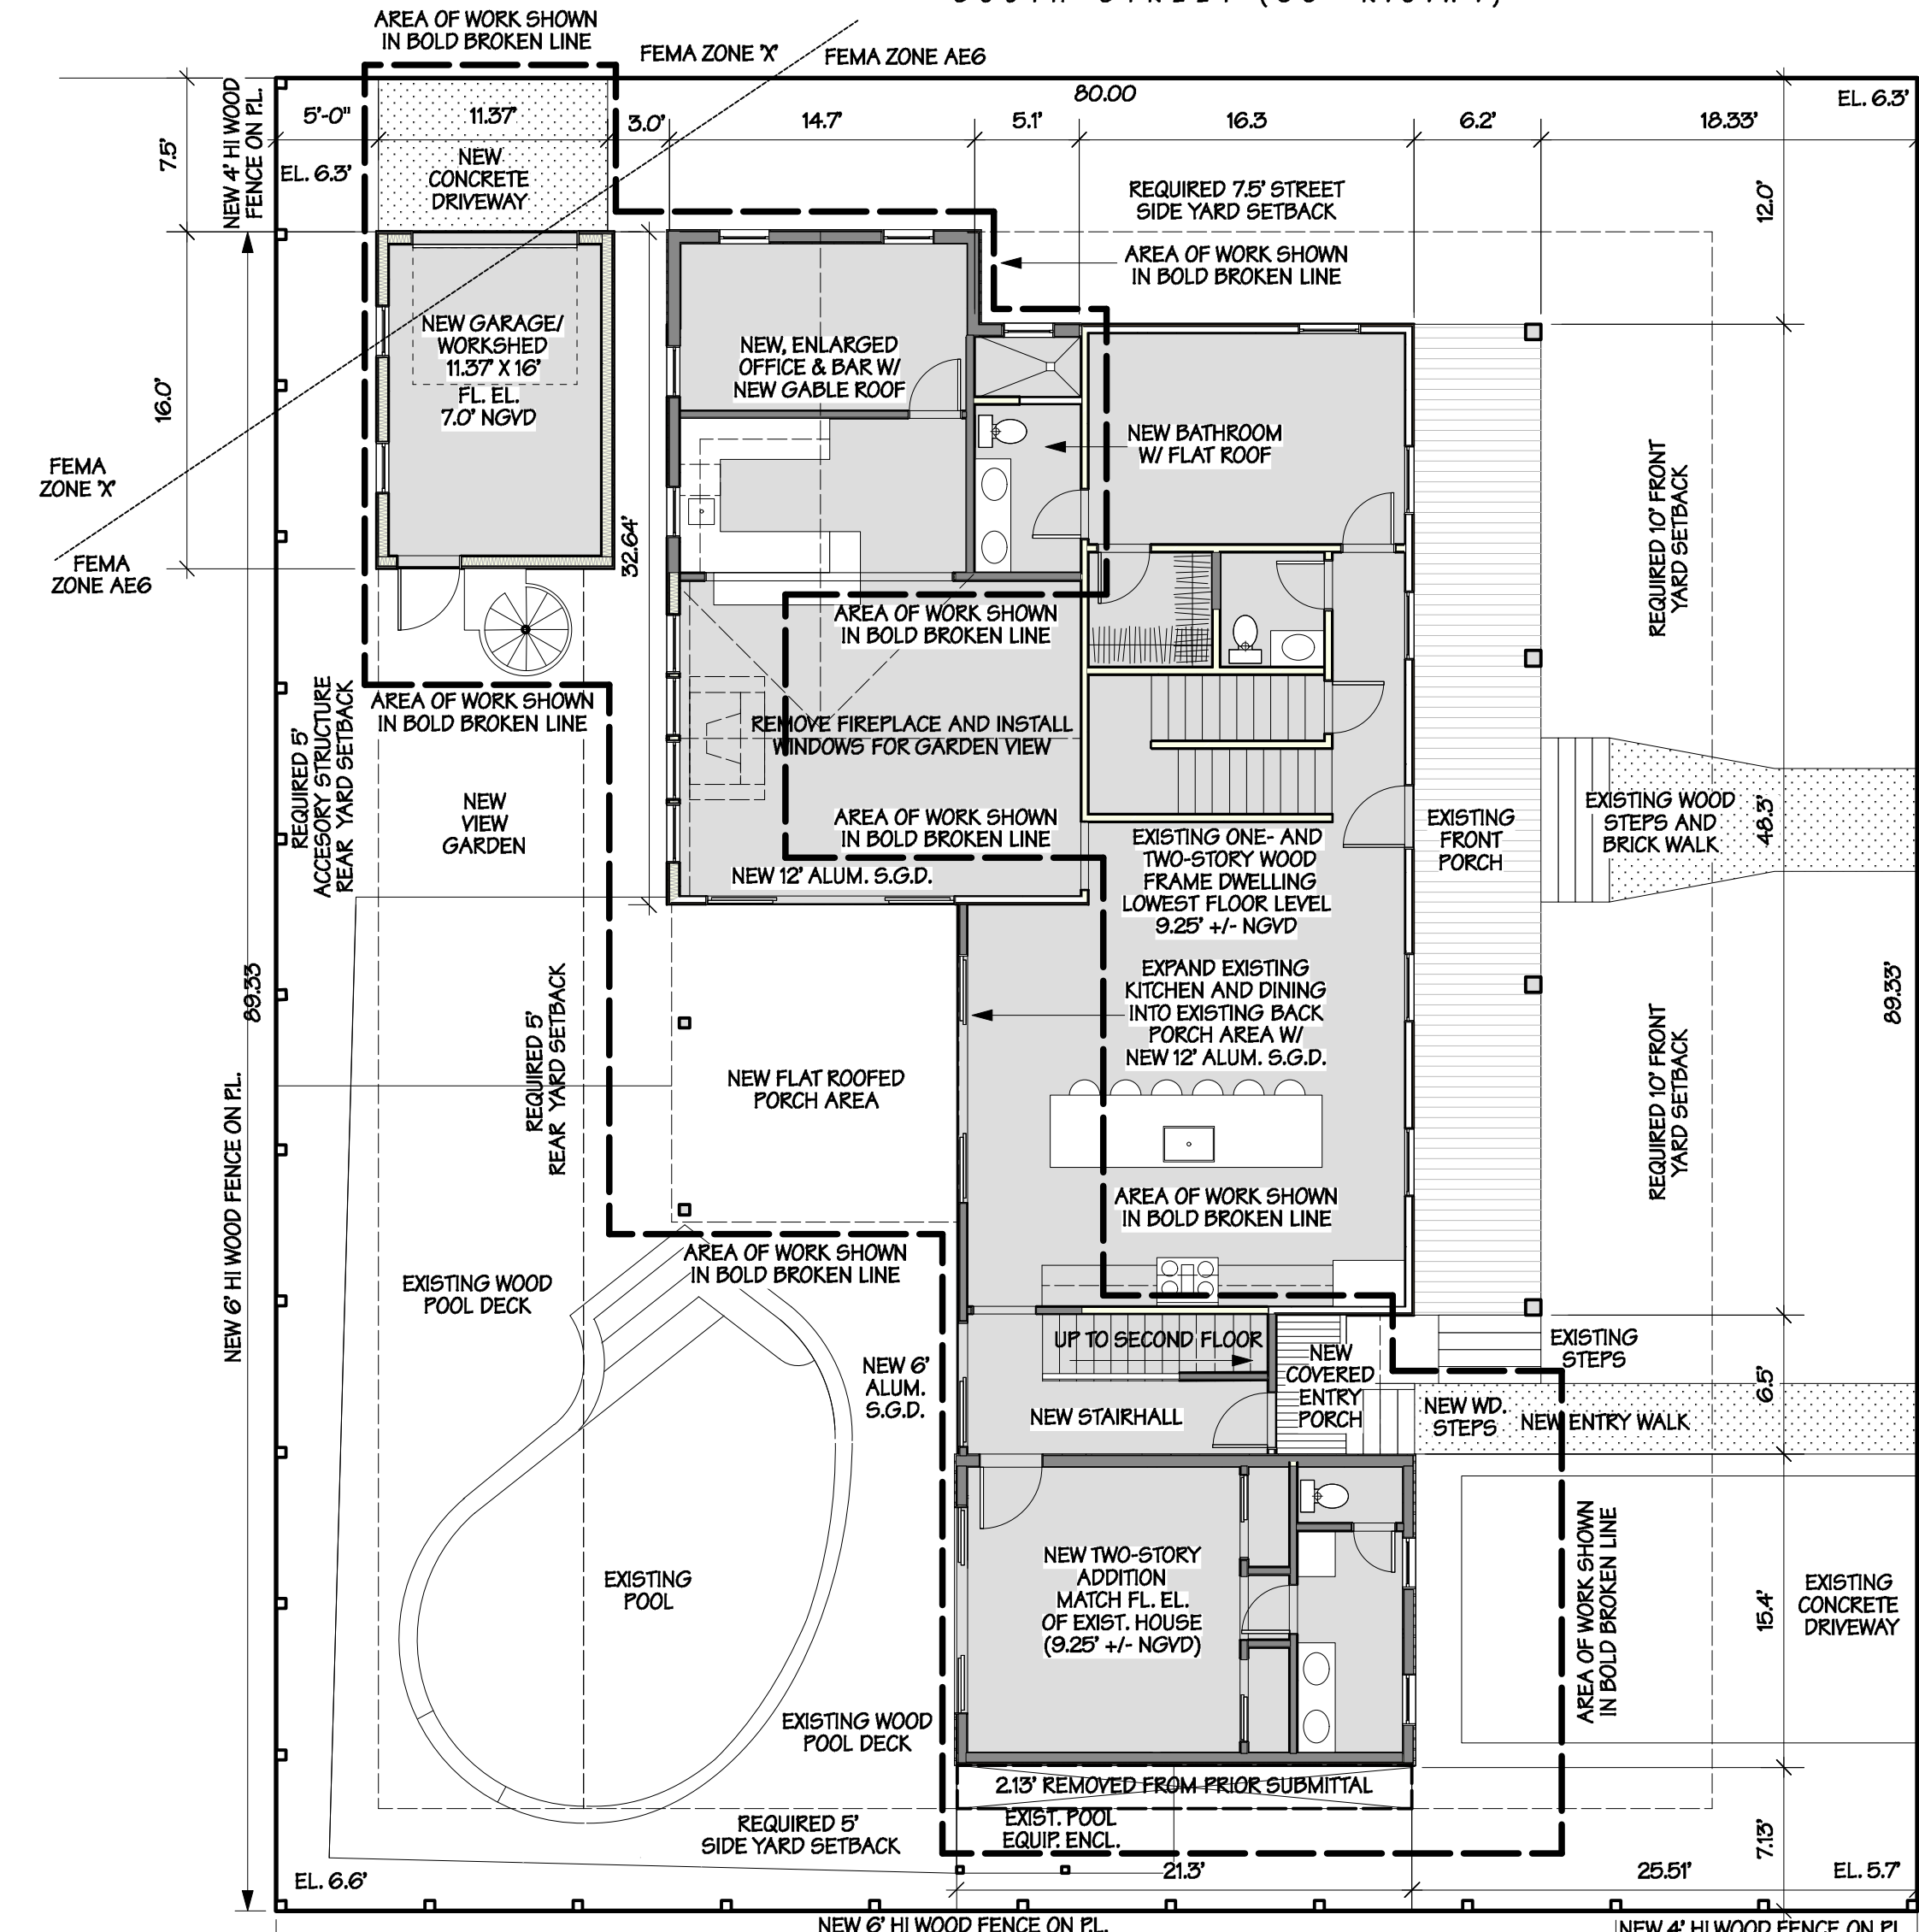 AREA OF WORK SHOWN
IN BOLD BROKEN LINE
FEMA ZONE 'X'
FEMA ZONE AE6
80.00
EL. 6.3'
5'-0"
11.37'
3.0'
14.7'
5.1'
16.3
6.2'
18.33'
7.5'
NEW 4' HI WOOD
FENCE ON P.L.
EL. 6.3'
NEW
CONCRETE
DRIVEWAY
REQUIRED 7.5' STREET
SIDE YARD SETBACK
12.0'
AREA OF WORK SHOWN
IN BOLD BROKEN LINE
NEW GARAGE/
WORKSHED
11.37' X 16'
FL. EL.
7.0' NGVD
NEW, ENLARGED
OFFICE & BAR W/
NEW GABLE ROOF
16.0'
NEW BATHROOM
W/ FLAT ROOF
FEMA
ZONE 'X'
FEMA
ZONE AE6
32.64'
REQUIRED 10' FRONT
YARD SETBACK
AREA OF WORK SHOWN
IN BOLD BROKEN LINE
AREA OF WORK SHOWN
IN BOLD BROKEN LINE
REQUIRED 5'
ACCESORY STRUCTURE
REAR YARD SETBACK
REMOVE FIREPLACE AND INSTALL
WINDOWS FOR GARDEN VIEW
NEW
VIEW
GARDEN
AREA OF WORK SHOWN
IN BOLD BROKEN LINE
NEW 12' ALUM. S.G.D.
EXISTING ONE- AND
TWO-STORY WOOD
FRAME DWELLING
LOWEST FLOOR LEVEL
9.25' +/- NGVD
EXISTING
FRONT
PORCH
EXISTING WOOD
STEPS AND
BRICK WALK
48.3'
89.33
NEW 6' HI WOOD FENCE ON P.L.
REQUIRED 5'
REAR YARD SETBACK
EXPAND EXISTING
KITCHEN AND DINING
INTO EXISTING BACK
PORCH AREA W/
NEW 12' ALUM. S.G.D.
89.33'
REQUIRED 10' FRONT
YARD SETBACK
NEW FLAT ROOFED
PORCH AREA
AREA OF WORK SHOWN
IN BOLD BROKEN LINE
AREA OF WORK SHOWN
IN BOLD BROKEN LINE
EXISTING WOOD
POOL DECK
UP TO SECOND FLOOR
NEW
COVERED
ENTRY
PORCH
EXISTING
STEPS
NEW 6'
ALUM.
S.G.D.
NEW STAIRHALL
NEW WD.
STEPS
NEW ENTRY WALK
6.5'
NEW TWO-STORY
ADDITION
MATCH FL. EL.
OF EXIST. HOUSE
(9.25' +/- NGVD)
EXISTING
POOL
AREA OF WORK SHOWN
IN BOLD BROKEN LINE
15.4'
EXISTING
CONCRETE
DRIVEWAY
EXISTING WOOD
POOL DECK
2.13' REMOVED FROM PRIOR SUBMITTAL
REQUIRED 5'
SIDE YARD SETBACK
EXIST. POOL
EQUIP. ENCL.
7.13'
EL. 6.6'
21.3'
25.51'
EL. 5.7'
NEW 6' HI WOOD FENCE ON P.L.
NEW 4' HI WOOD FENCE ON P.L.